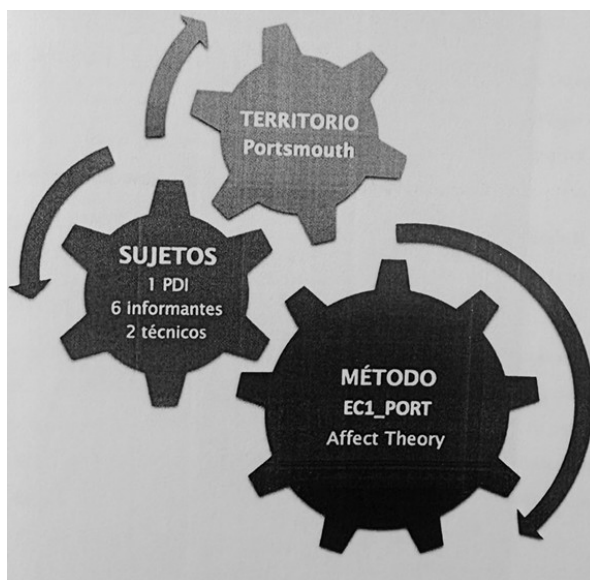 TERRITORIO
Portsmouth
SUJETOS
1 PDI
6 informantes
2 técnicos
MÉTODO
EC1_PORT
Affect Theory